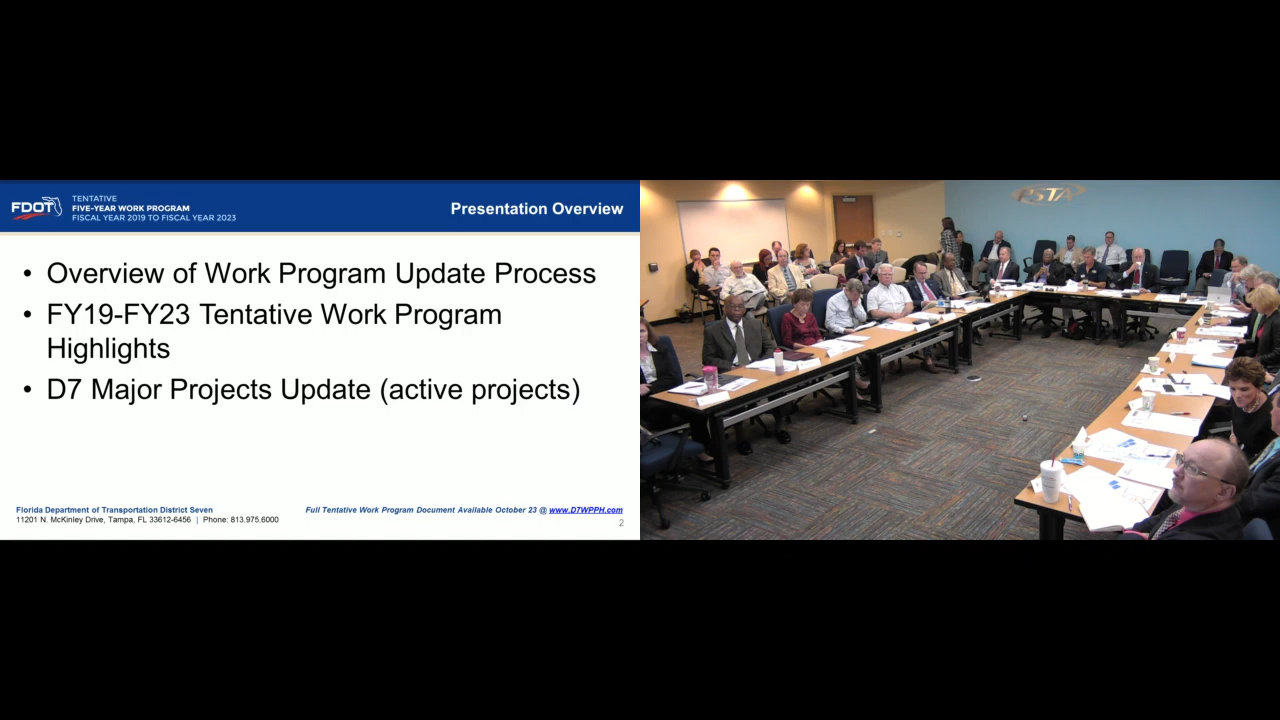 FDOT
TENTATIVE
FIVE-YEAR WORK PROGRAM
FISCAL YEAR 2019 TO FISCAL YEAR 2023
Presentation Overview
• Overview of Work Program Update Process
• FY19-FY23 Tentative Work Program
Highlights
• D7 Major Projects Update (active projects)
Florida Department of Transportation District Seven
11201 N. McKinley Drive, Tampa, FL 33612-6456 | Phone: 813.975.6000
Full Tentative Work Program Document Available October 23 @ www.D7WPPH.com
2
PSTA